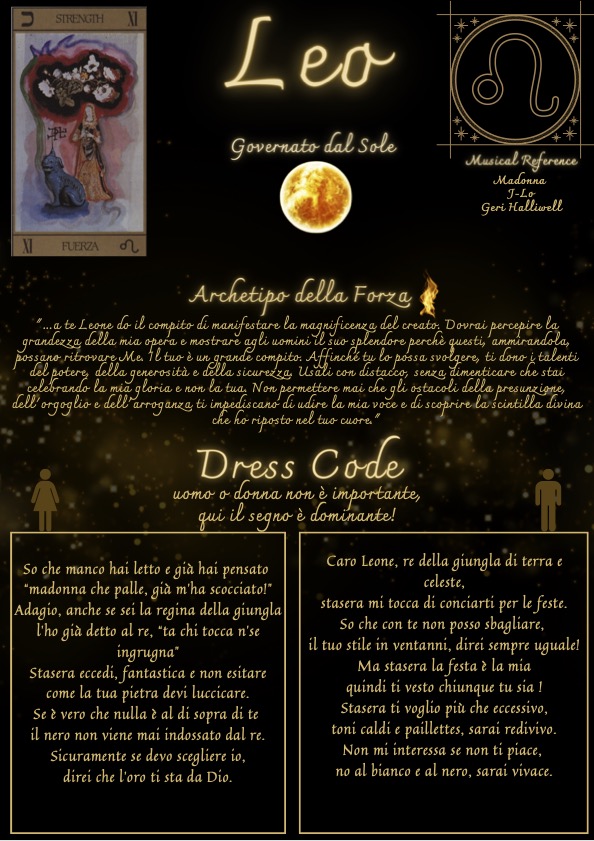 STRENGTH XI
XI FUERZA
Leo
Governato dal Sole
Musical Reference
Madonna
J-Lo
Geri Halliwell
Archetipo della Forza
"...a te Leone do il compito di manifestare la magnificenza del creato. Dovrai percepire la
grandezza della mia opera e mostrare agli uomini il suo splendore perchè questi, ammirandola,
possano ritrovare Me. Il tuo è un grande compito. Affinché tu lo possa svolgere, ti dono i talenti
del potere, della generosità e della sicurezza. Usali con distacco, senza dimenticare che stai
celebrando la mia gloria e non la tua. Non permettere mai che gli ostacoli della presunzione,
dell'orgoglio e dell'arroganza ti impediscano di udire la mia voce e di scoprire la scintilla divina
che ho riposto nel tuo cuore."
Dress Code
uomo o donna non è importante,
qui il segno è dominante!
So che manco hai letto e già hai pensato
"madonna che palle, già m'ha scocciato!"
Adagio, anche se sei la regina della giungla
l'ho già detto al re, "ta chi tocca n'se
ingrugna"
Stasera eccedi, fantastica e non esitare
come la tua pietra devi luccicare.
Se è vero che nulla è al di sopra di te
il nero non viene mai indossato dal re.
Sicuramente se devo scegliere io,
direi che l'oro ti sta da Dio.
Caro Leone, re della giungla di terra e
celeste,
stasera mi tocca di conciarti per le feste.
So che con te non posso sbagliare,
il tuo stile in ventanni, direi sempre uguale!
Ma stasera la festa è la mia
quindi ti vesto chiunque tu sia !
Stasera ti voglio più che eccessivo,
toni caldi e paillettes, sarai redivivo.
Non mi interessa se non ti piace,
no al bianco e al nero, sarai vivace.